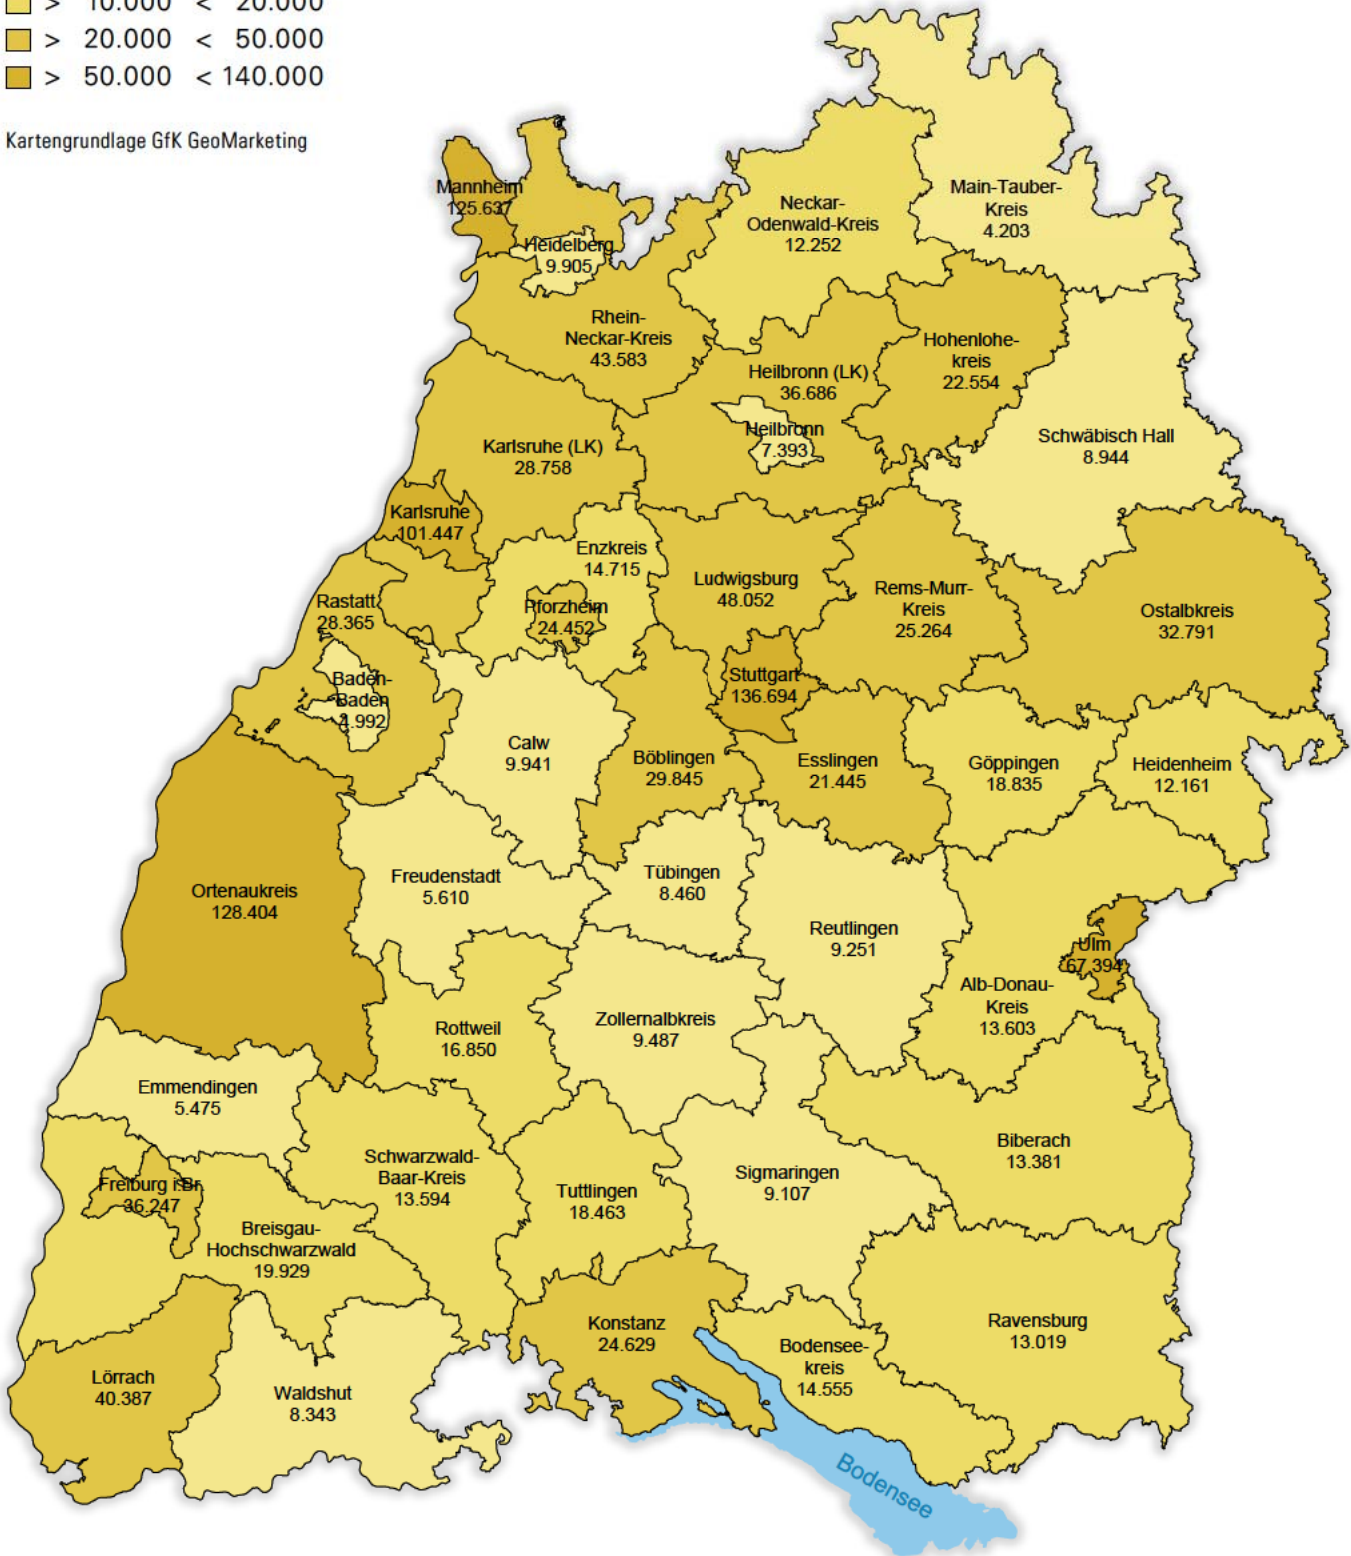 > 10.000 < 20.000
> 20.000 < 50.000
> 50.000 < 140.000
Kartengrundlage GfK GeoMarketing
Mannheim
125.637
Heidelberg
9.905
Neckar-
Odenwald-Kreis
12.252
Main-Tauber-
Kreis
4.203
Rhein-
Neckar-Kreis
43.583
Heilbronn (LK)
36.686
Hohenlohe-
kreis
22.554
Heilbronn
7.393
Schwäbisch Hall
8.944
Karlsruhe (LK)
28.758
Karlsruhe
101.447
Enzkreis
14.715
Pforzheim
24.452
Ludwigsburg
48.052
Rems-Murr-
Kreis
25.264
Ostalbkreis
32.791
Rastatt
28.365
Baden-
Baden
4.992
Stuttgart
136.694
Calw
9.941
Böblingen
29.845
Esslingen
21.445
Göppingen
18.835
Heidenheim
12.161
Ortenaukreis
128.404
Freudenstadt
5.610
Tübingen
8.460
Reutlingen
9.251
Ulm
67.394
Alb-Donau-
Kreis
13.603
Rottweil
16.850
Zollernalbkreis
9.487
Emmendingen
5.475
Schwarzwald-
Baar-Kreis
13.594
Tuttlingen
18.463
Sigmaringen
9.107
Biberach
13.381
Freiburg i.Br.
36.247
Breisgau-
Hochschwarzwald
19.929
Konstanz
24.629
Bodensee-
kreis
14.555
Ravensburg
13.019
Lörrach
40.387
Waldshut
8.343
Bodensee